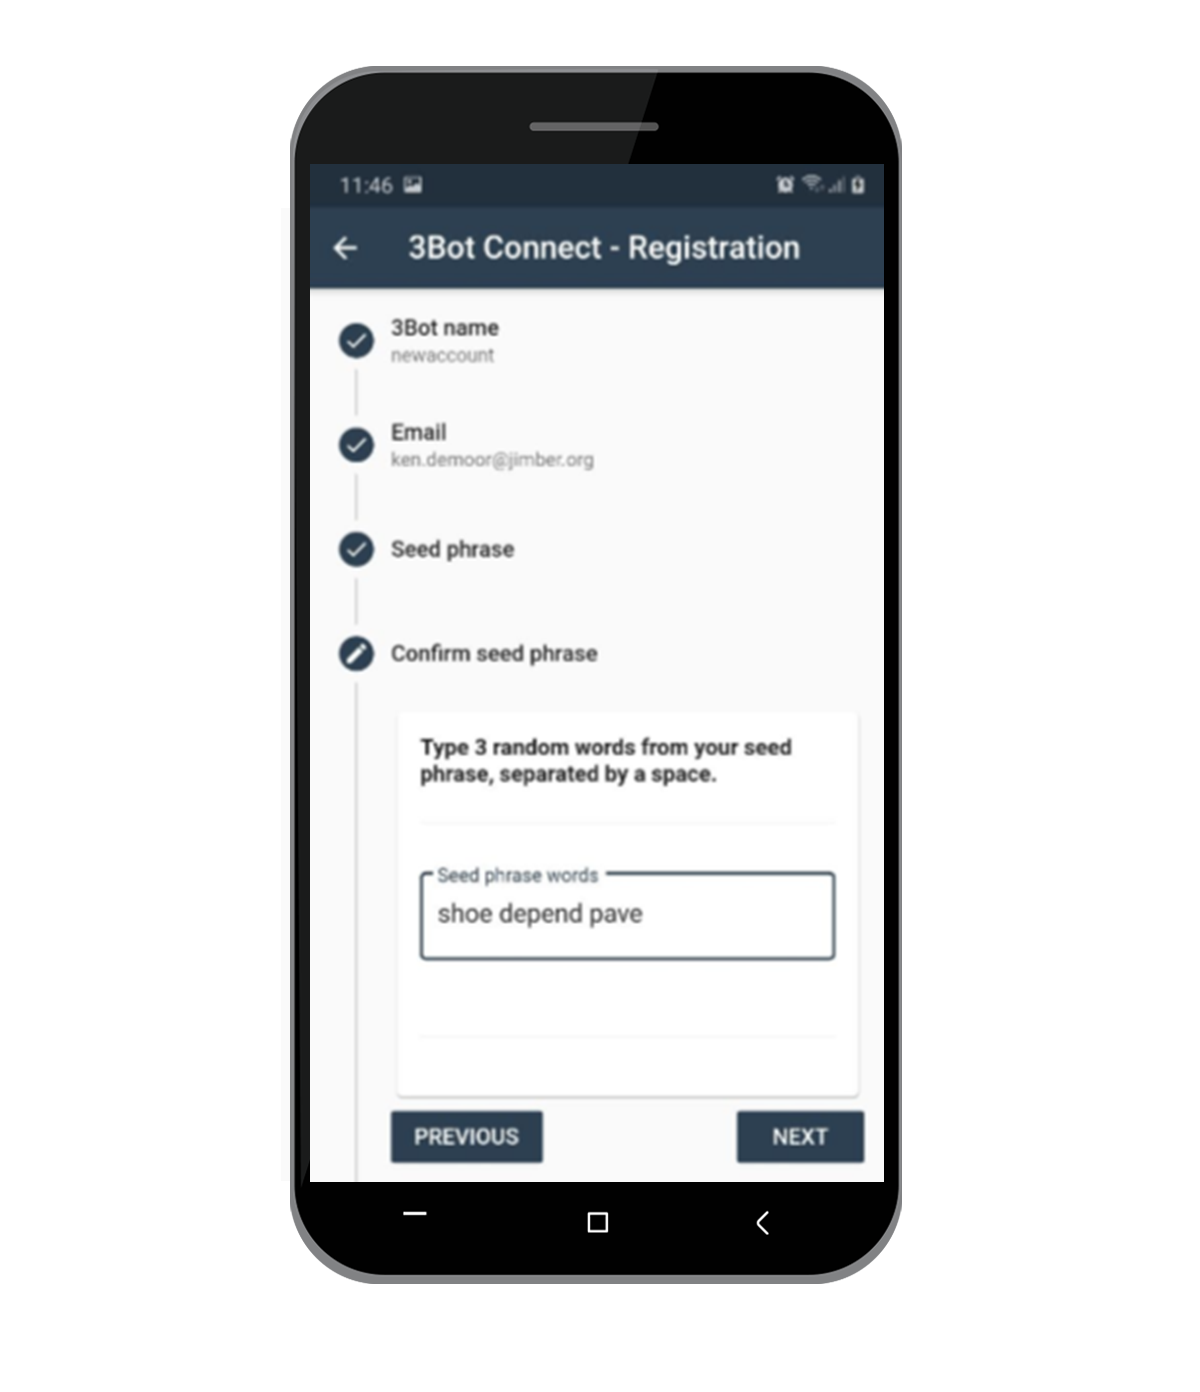 11:46
3Bot Connect - Registration
3Bot name
newaccount
Email
ken.demoor@jimber.org
Seed phrase
Confirm seed phrase
Type 3 random words from your seed
phrase, separated by a space.
Seed phrase words
shoe depend pave
PREVIOUS
NEXT